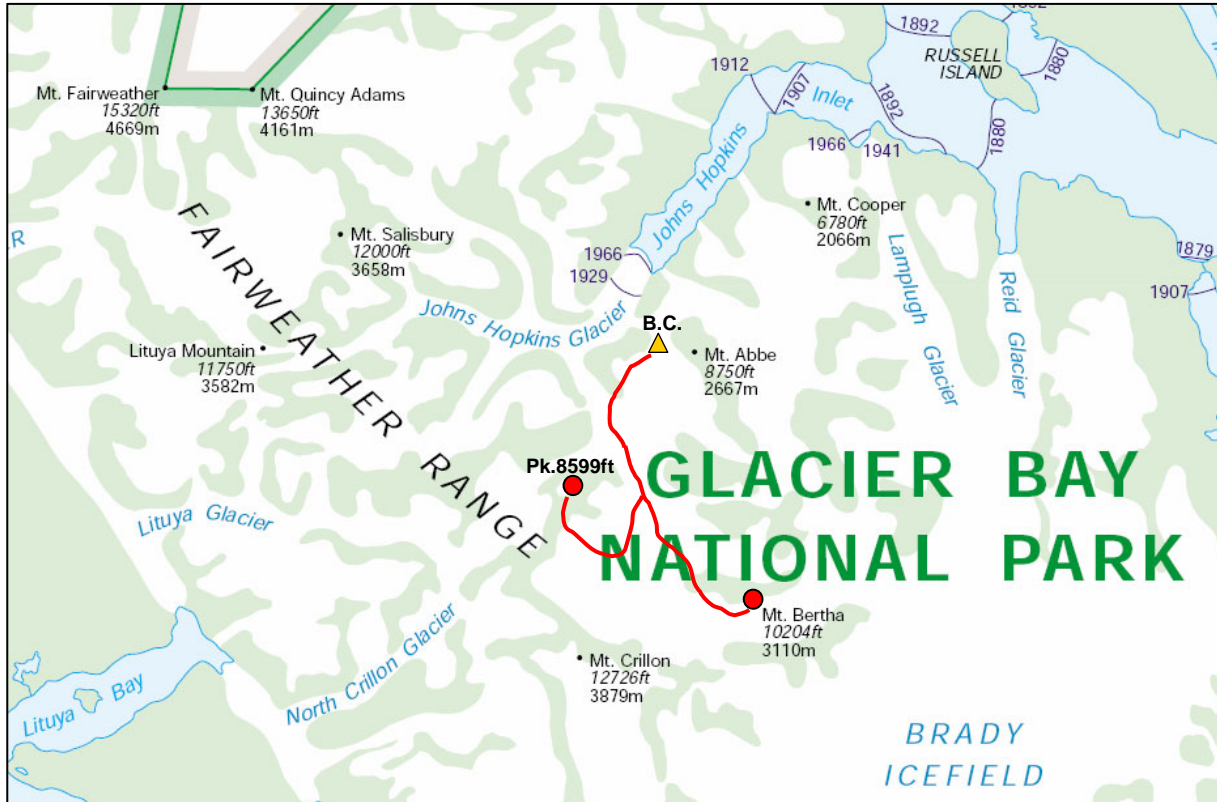 1892
1892
RUSSELL
ISLAND
1880
1912
1907
Inlet
1892
1880
Mt. Fairweather
15320ft
4669m
Mt. Quincy Adams
13650ft
4161m
1966
1941
Johns Hopkins
Mt. Cooper
6780ft
2066m
FAIRWEATHER RANGE
Mt. Salisbury
12000ft
3658m
1966
1929
Lamplugh Glacier
Reid Glacier
1879
1907
Johns Hopkins Glacier
B.C.
Lituya Mountain
11750ft
3582m
Mt. Abbe
8750ft
2667m
Pk.8599ft
GLACIER BAY
NATIONAL PARK
Lituya Glacier
Mt. Bertha
10204ft
3110m
North Crillon Glacier
Mt. Crillon
12726ft
3879m
Lituya Bay
BRADY
ICEFIELD
R